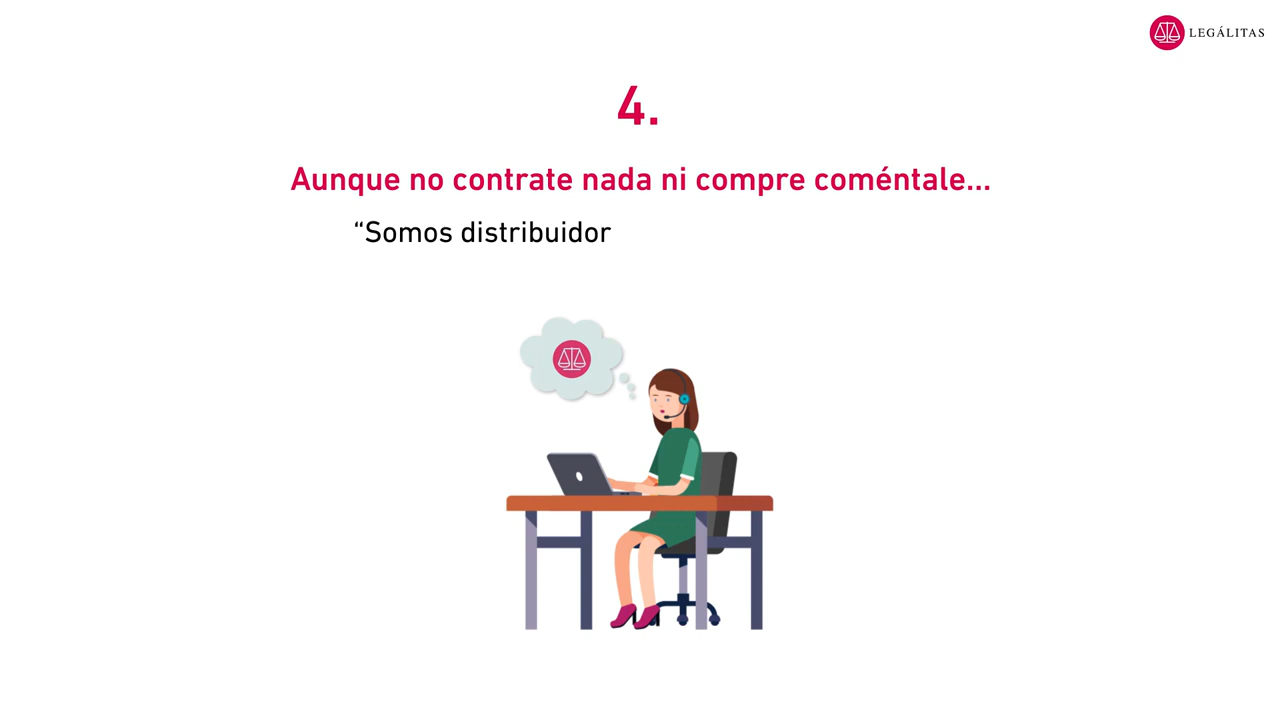 LEGÁLITAS
4.
Aunque no contrate nada ni compre coméntale...
“Somos distribuidor